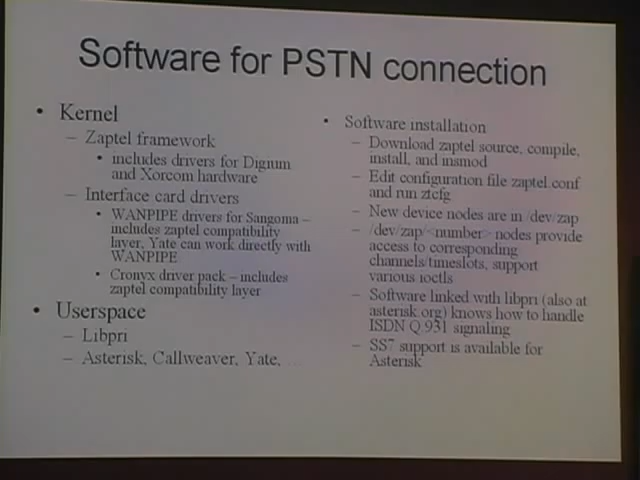 Software for PSTN connection
• Kernel
– Zaptel framework
• includes drivers for Digium
and Xorcom hardware
– Interface card drivers
• WANPIPE drivers for Sangoma –
includes zaptel compatibility
layer, Yate can work directly with
WANPIPE
• Cronyx driver pack – includes
zaptel compatibility layer
• Userspace
– Libpri
– Asterisk, Callweaver, Yate, ...
• Software installation
– Download zaptel source, compile,
install, and insmod
– Edit configuration file zaptel.conf
and run ztcfg
– New device nodes are in /dev/zap
– /dev/zap/<number> nodes provide
access to corresponding
channels/timeslots, support
various ioctls
– Software linked with libpri (also at
asterisk.org) knows how to handle
ISDN Q.931 signaling
– SS7 support is available for
Asterisk